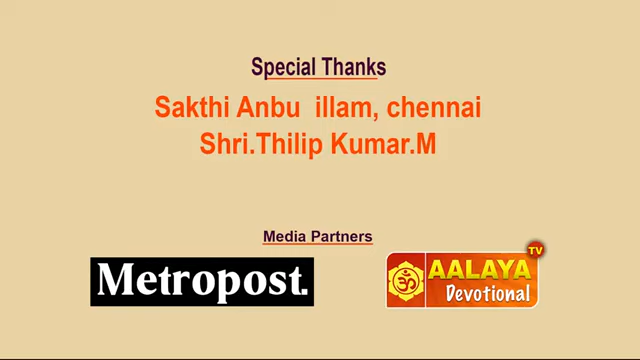 Special Thanks
Sakthi Anbu  illam, chennai
Shri.Thilip Kumar.M
Media Partners
Metropost.
ॐ AALAYA TV
Devotional